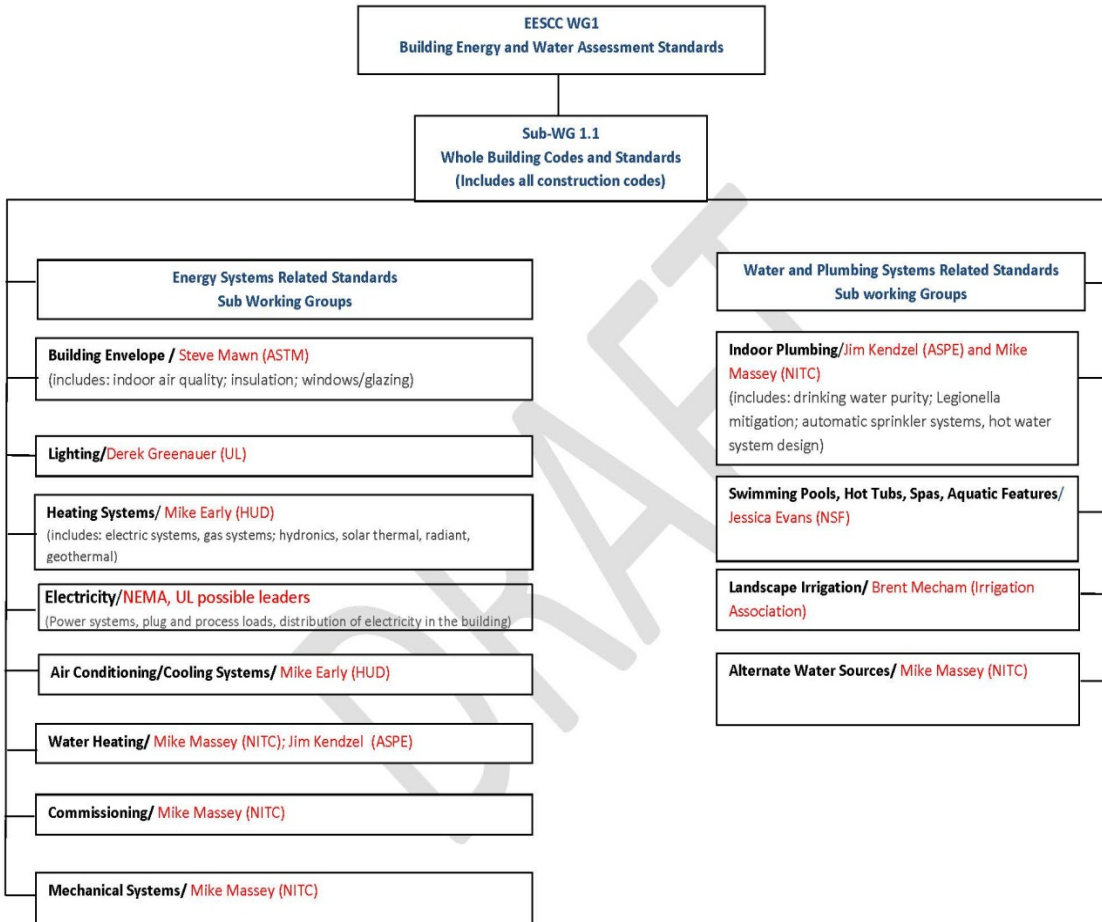 EESCC WG1
Building Energy and Water Assessment Standards
Sub-WG 1.1
Whole Building Codes and Standards
(Includes all construction codes)
Energy Systems Related Standards
Sub Working Groups
Building Envelope / Steve Mawn (ASTM)
(includes: indoor air quality; insulation; windows/glazing)
Lighting/Derek Greenauer (UL)
Heating Systems/ Mike Early (HUD)
(includes: electric systems, gas systems; hydronics, solar thermal, radiant,
geothermal)
Electricity/NEMA, UL possible leaders
(Power systems, plug and process loads, distribution of electricity in the building)
Air Conditioning/Cooling Systems/ Mike Early (HUD)
Water Heating/ Mike Massey (NITC); Jim Kendzel (ASPE)
Commissioning/ Mike Massey (NITC)
Mechanical Systems/ Mike Massey (NITC)
Water and Plumbing Systems Related Standards
Sub working Groups
Indoor Plumbing/Jim Kendzel (ASPE) and Mike
Massey (NITC)
(includes: drinking water purity; Legionella
mitigation; automatic sprinkler systems, hot water
system design)
Swimming Pools, Hot Tubs, Spas, Aquatic Features/
Jessica Evans (NSF)
Landscape Irrigation/ Brent Mecham (Irrigation
Association)
Alternate Water Sources/ Mike Massey (NITC)
DRAFT